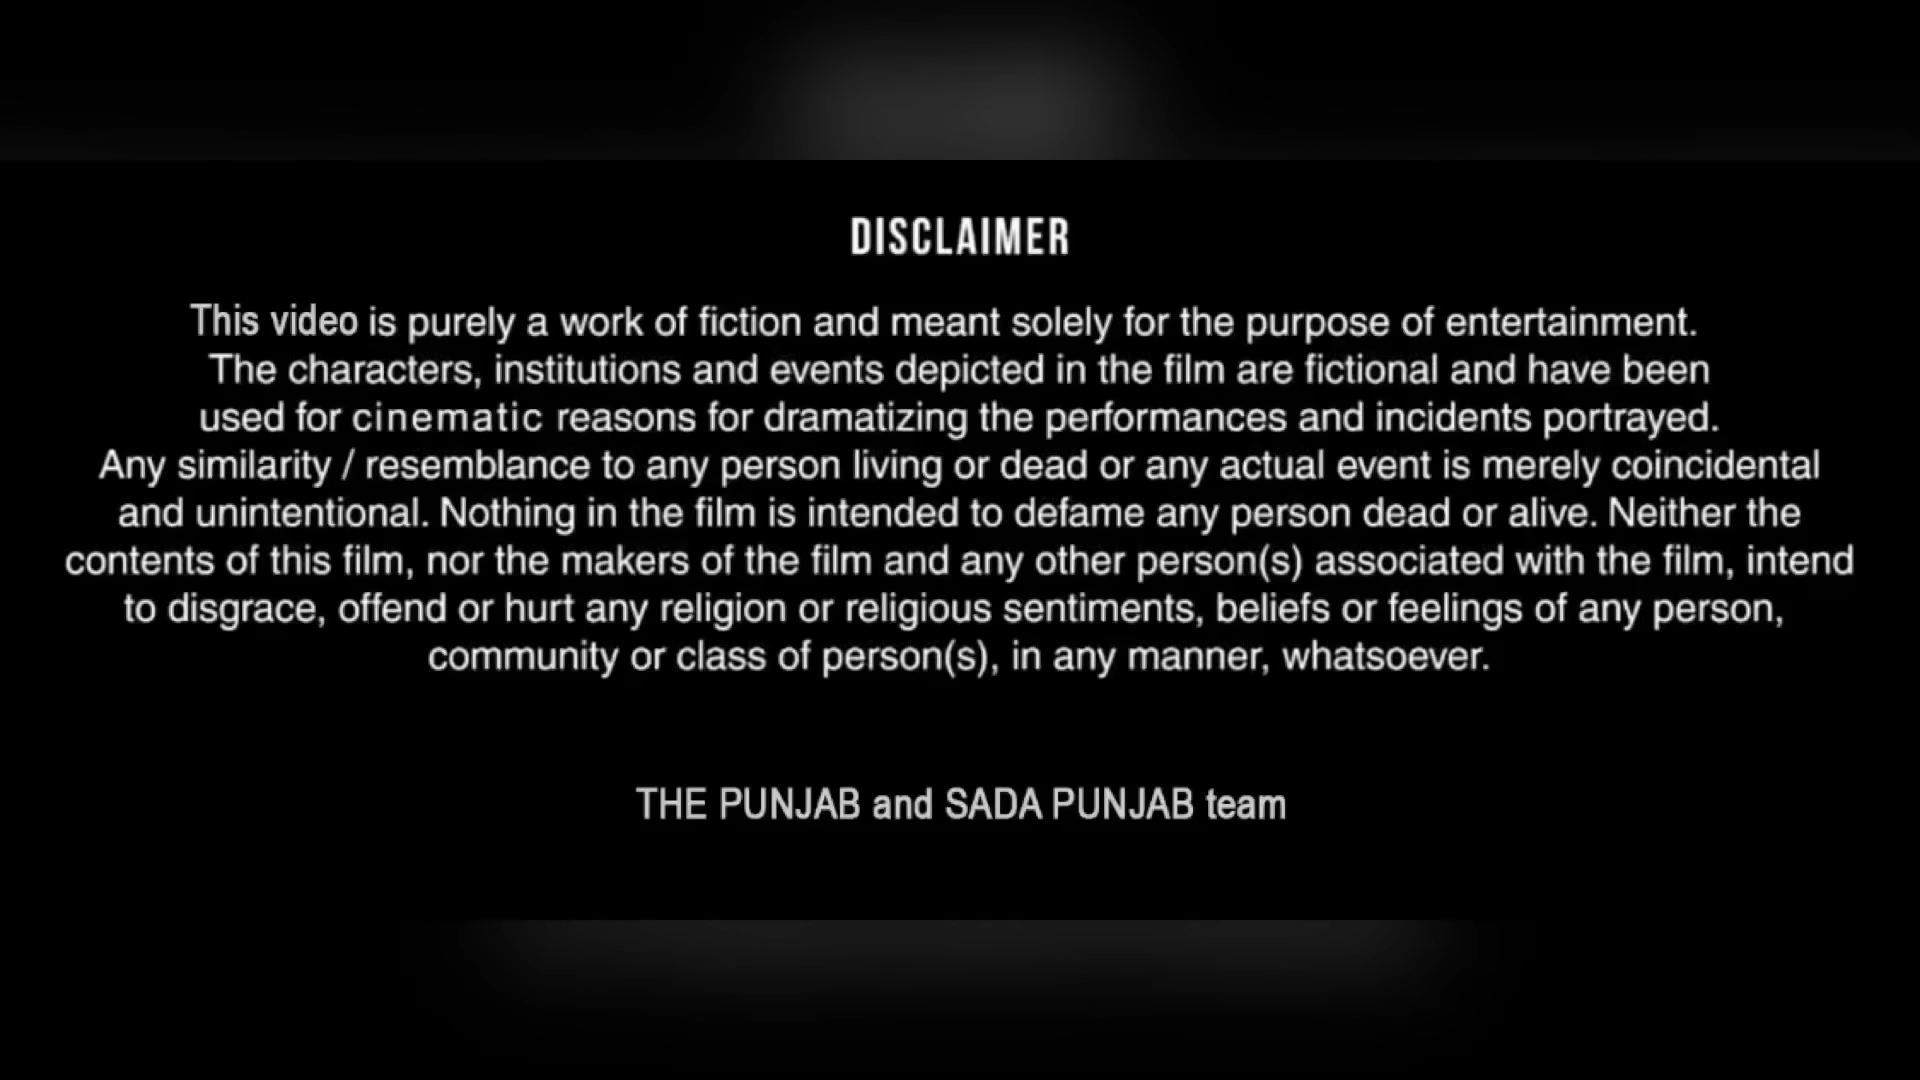 DISCLAIMER
This video is purely a work of fiction and meant solely for the purpose of entertainment.
The characters, institutions and events depicted in the film are fictional and have been
used for cinematic reasons for dramatizing the performances and incidents portrayed.
Any similarity / resemblance to any person living or dead or any actual event is merely coincidental
and unintentional. Nothing in the film is intended to defame any person dead or alive. Neither the
contents of this film, nor the makers of the film and any other person(s) associated with the film, intend
to disgrace, offend or hurt any religion or religious sentiments, beliefs or feelings of any person,
community or class of person(s), in any manner, whatsoever.
THE PUNJAB and SADA PUNJAB team